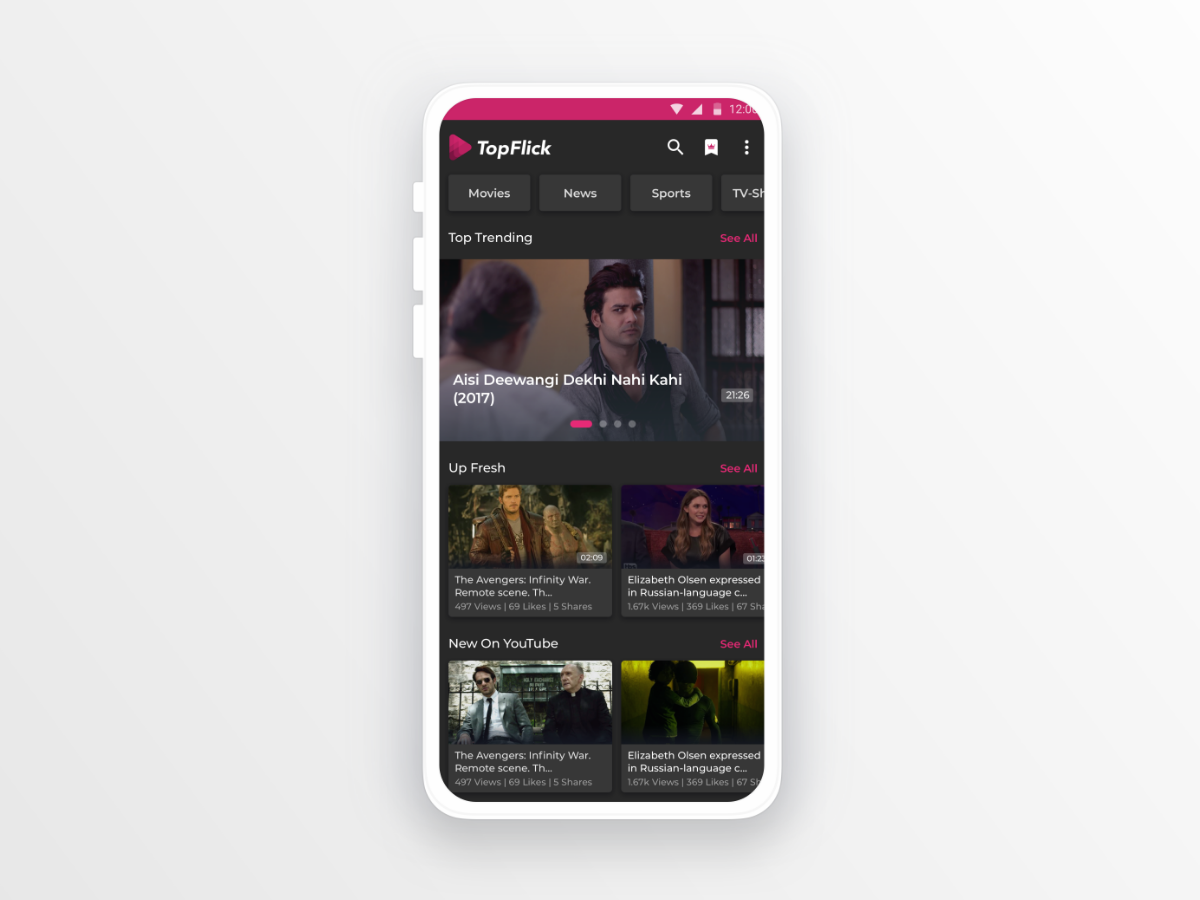 12:0
TopFlick
Movies
News
Sports
TV-Sh
Top Trending
See All
Aisi Deewangi Dekhi Nahi Kahi
(2017)
21:26
Up Fresh
See All
02:09
01:23
The Avengers: Infinity War.
Remote scene. Th...
497 Views | 69 Likes | 5 Shares
Elizabeth Olsen expressed
in Russian-language c...
1.67k Views | 369 Likes | 67 Sha
New On YouTube
See All
The Avengers: Infinity War.
Remote scene. Th...
497 Views | 69 Likes | 5 Shares
Elizabeth Olsen expressed
in Russian-language c...
1.67k Views | 369 Likes | 67 Sh